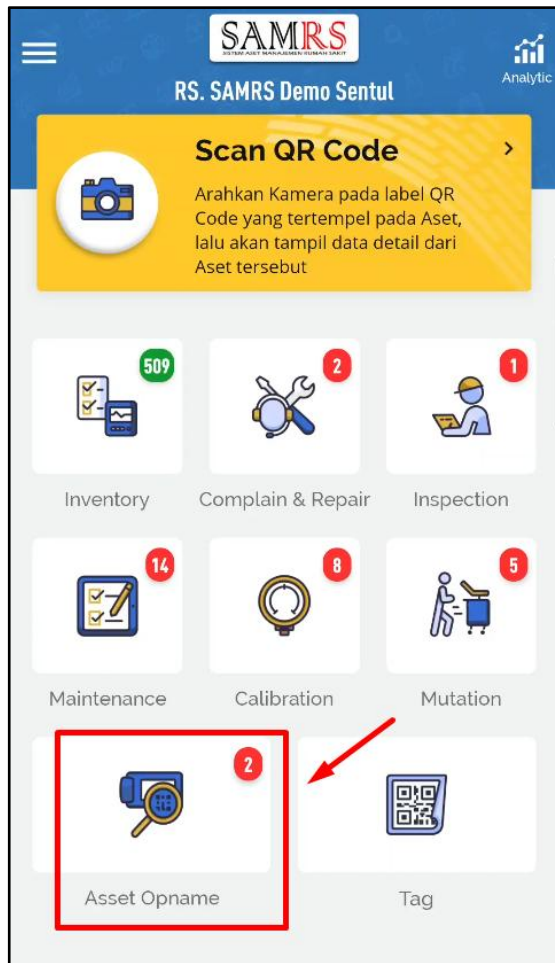 SAMRS
SISTEM ASET MANAJEMEN RUMAH SAKIT
RS. SAMRS Demo Sentul
Analytic
Scan QR Code
Arahkan Kamera pada label QR
Code yang tertempel pada Aset,
lalu akan tampil data detail dari
Aset tersebut
509
2
1
Inventory
Complain & Repair
Inspection
14
8
5
Maintenance
Calibration
Mutation
2
Asset Opname
Tag